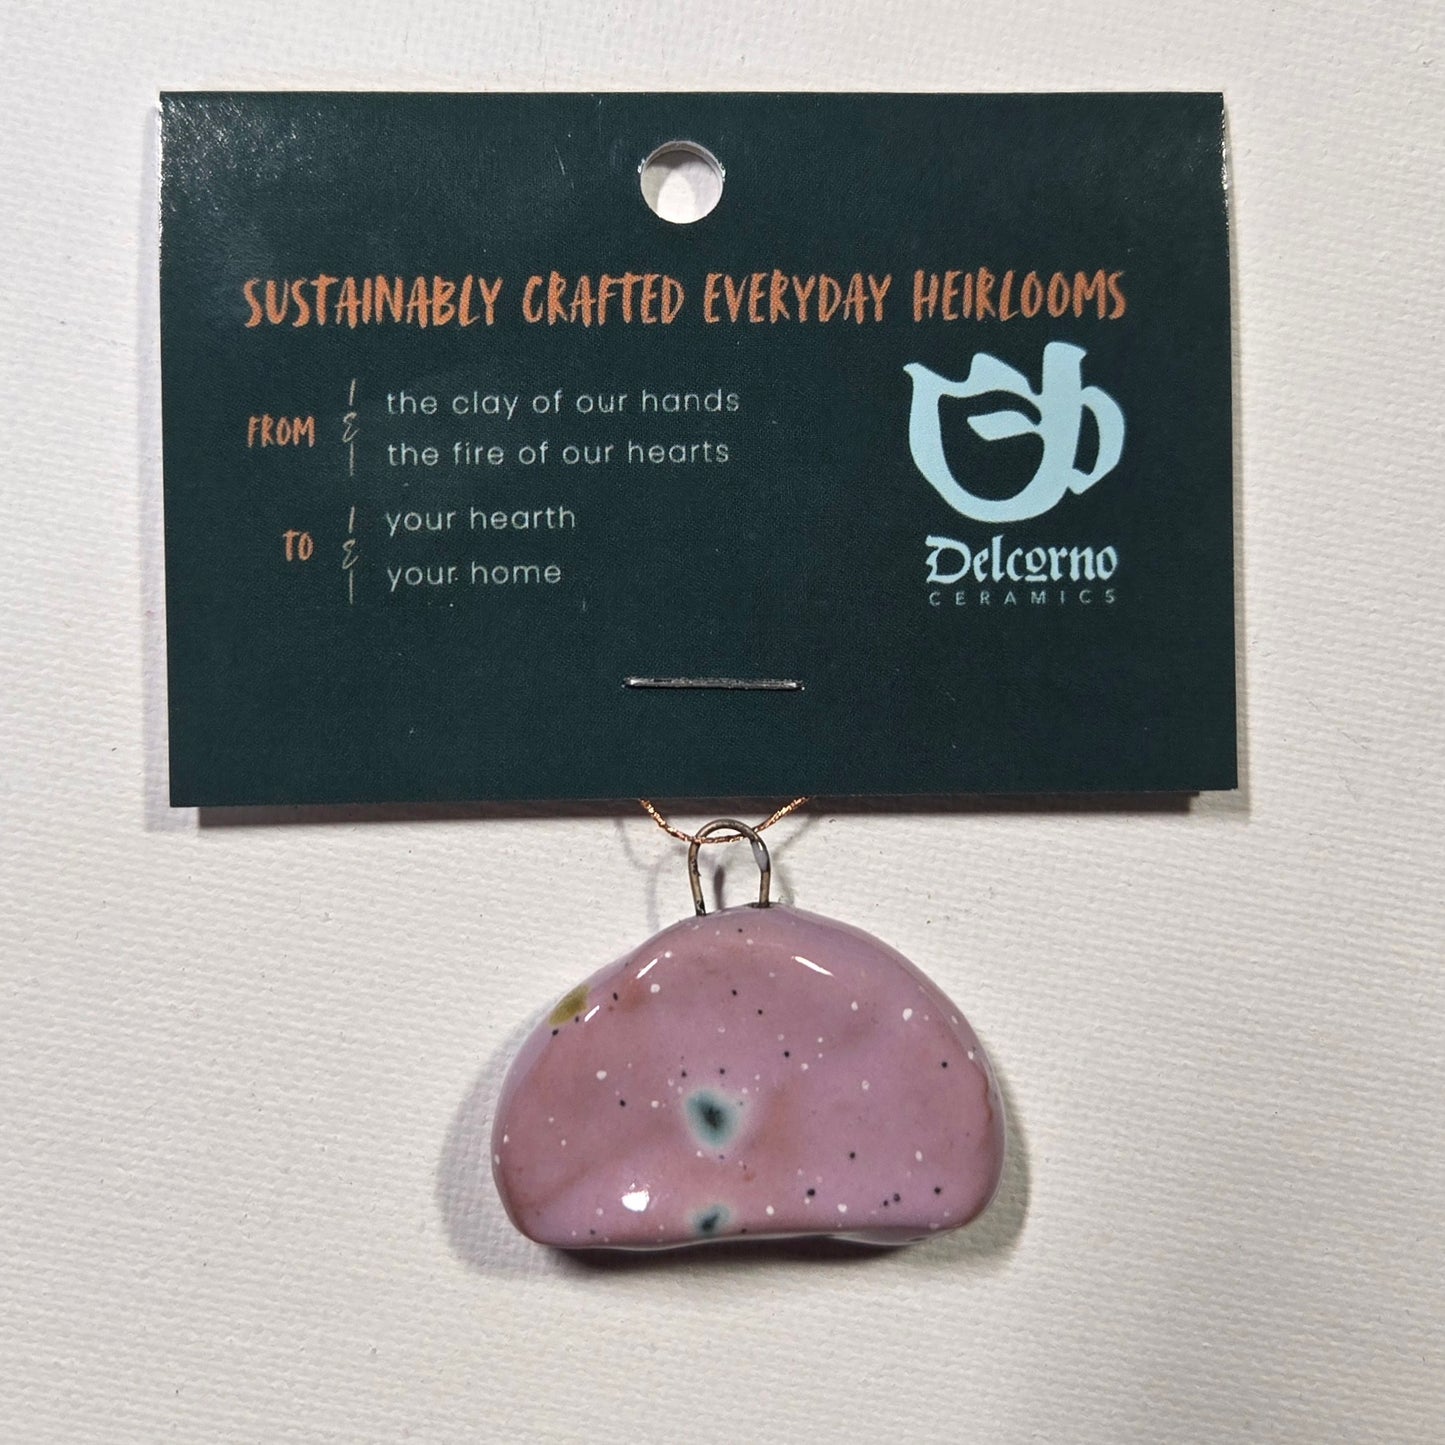 SUSTAINABLY CRAFTED EVERYDAY HEIRLOOMS
FROM
the clay of our hands
&
the fire of our hearts
TO
your hearth
&
your home
Delcorno
CERAMICS